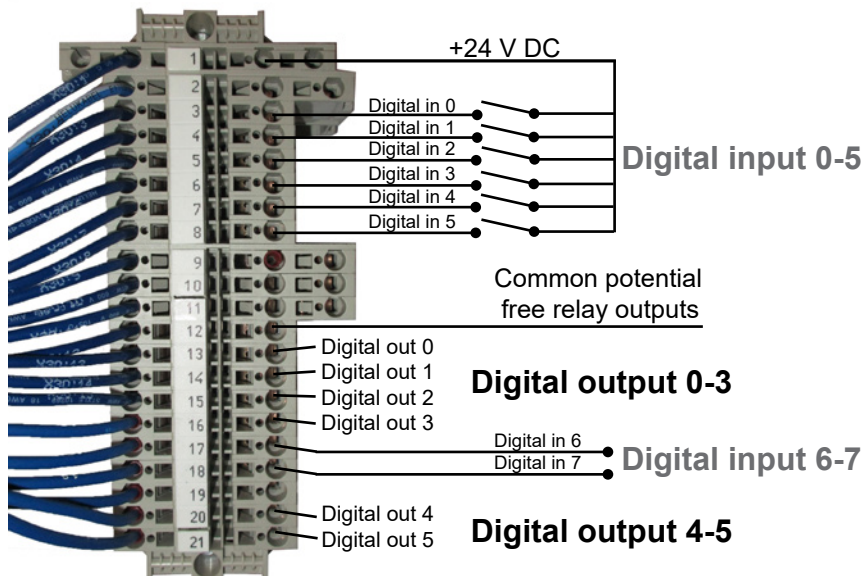 +24 V DC
1
2
3
Digital in 0
4
Digital in 1
5
Digital in 2
Digital input 0-5
6
Digital in 3
7
Digital in 4
8
Digital in 5
9
10
Common potential
free relay outputs
11
12
13
Digital out 0
14
Digital out 1
Digital output 0-3
15
Digital out 2
16
Digital out 3
17
Digital in 6
18
Digital in 7
Digital input 6-7
19
20
Digital out 4
Digital output 4-5
21
Digital out 5